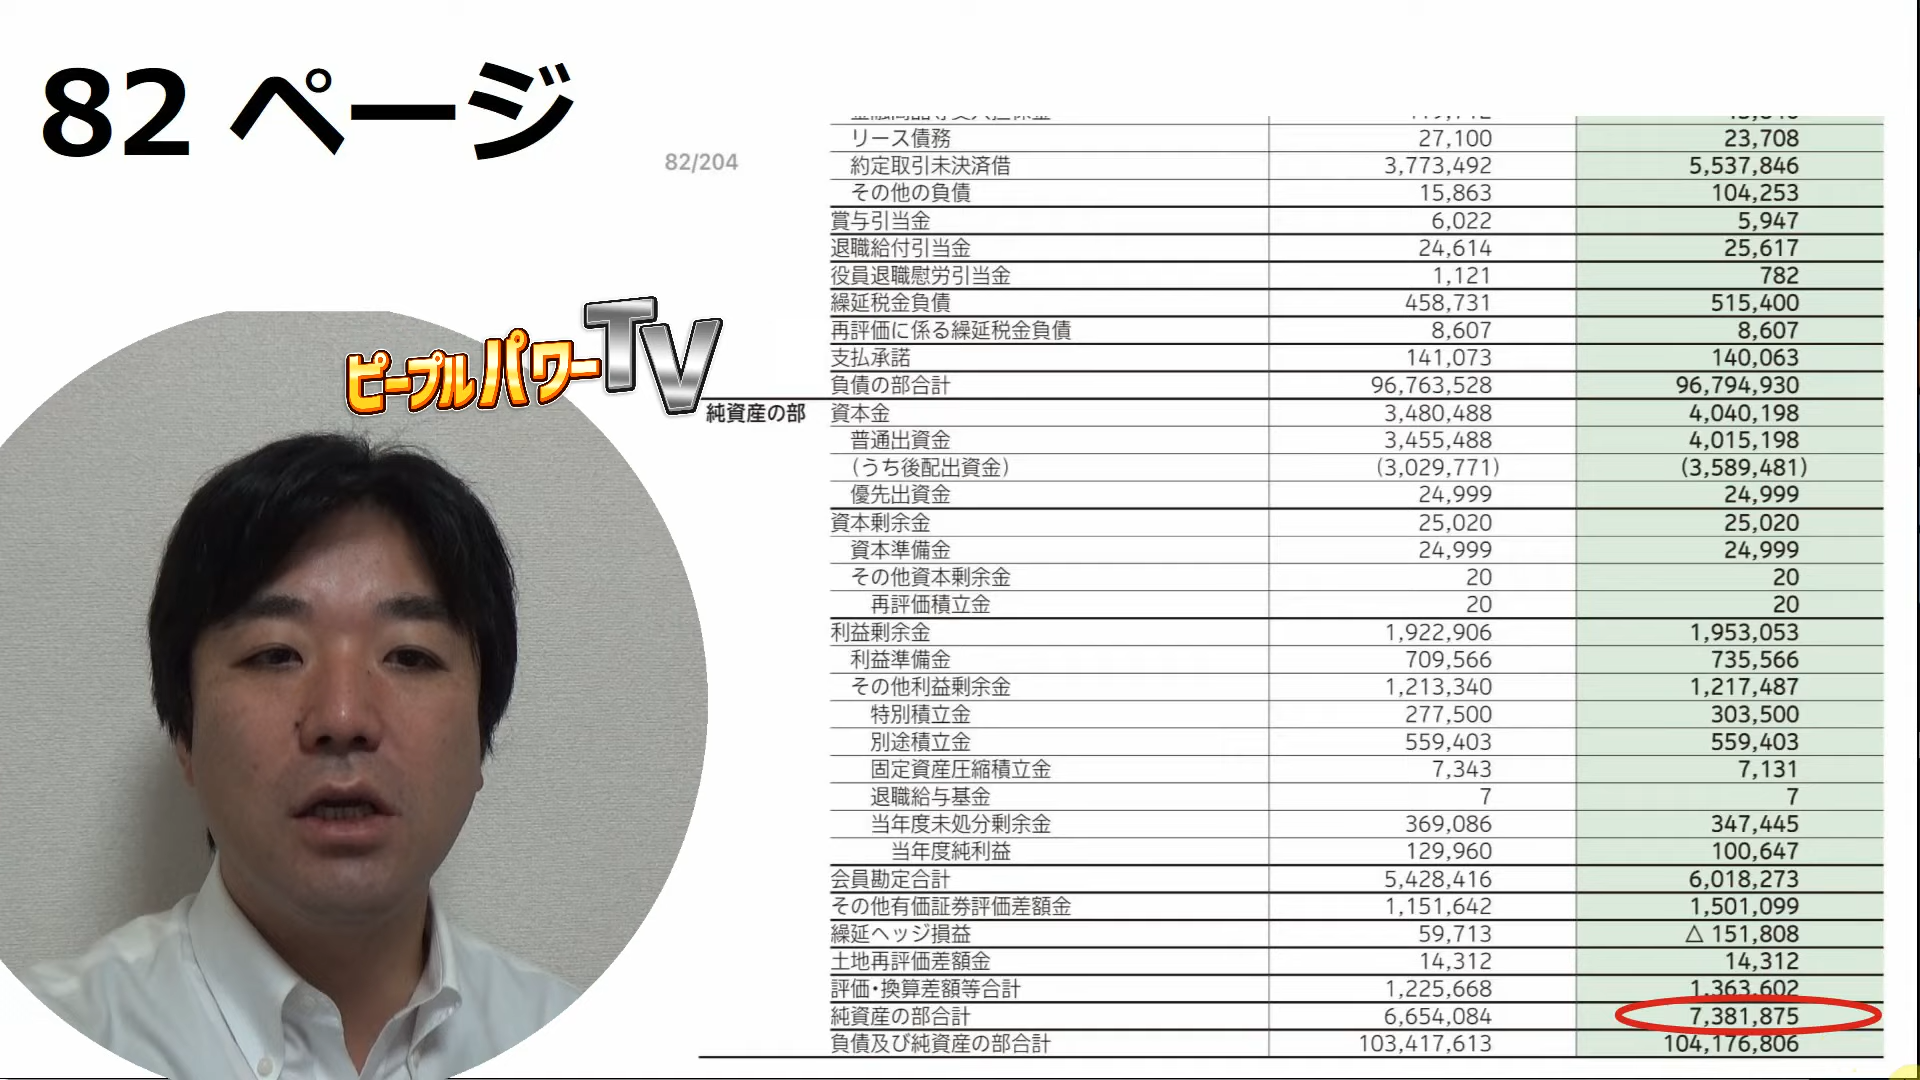 82 ページ
82/204
ピープルパワーTV
リース債務 27,100 23,708
約定取引未決済借 3,773,492 5,537,846
その他の負債 15,863 104,253
賞与引当金 6,022 5,947
退職給付引当金 24,614 25,617
役員退職慰労引当金 1,121 782
繰延税金負債 458,731 515,400
再評価に係る繰延税金負債 8,607 8,607
支払承諾 141,073 140,063
負債の部合計 96,763,528 96,794,930
純資産の部 資本金 3,480,488 4,040,198
普通出資金 3,455,488 4,015,198
（うち後配出資金） (3,029,771) (3,589,481)
優先出資金 24,999 24,999
資本剰余金 25,020 25,020
資本準備金 24,999 24,999
その他資本剰余金 20 20
再評価積立金 20 20
利益剰余金 1,922,906 1,953,053
利益準備金 709,566 735,566
その他利益剰余金 1,213,340 1,217,487
特別積立金 277,500 303,500
別途積立金 559,403 559,403
固定資産圧縮積立金 7,343 7,131
退職給与基金 7 7
当年度未処分剰余金 369,086 347,445
当年度純利益 129,960 100,647
会員勘定合計 5,428,416 6,018,273
その他有価証券評価差額金 1,151,642 1,501,099
繰延ヘッジ損益 59,713 △ 151,808
土地再評価差額金 14,312 14,312
評価・換算差額等合計 1,225,668 1,363,602
純資産の部合計 6,654,084 7,381,875
負債及び純資産の部合計 103,417,613 104,176,806